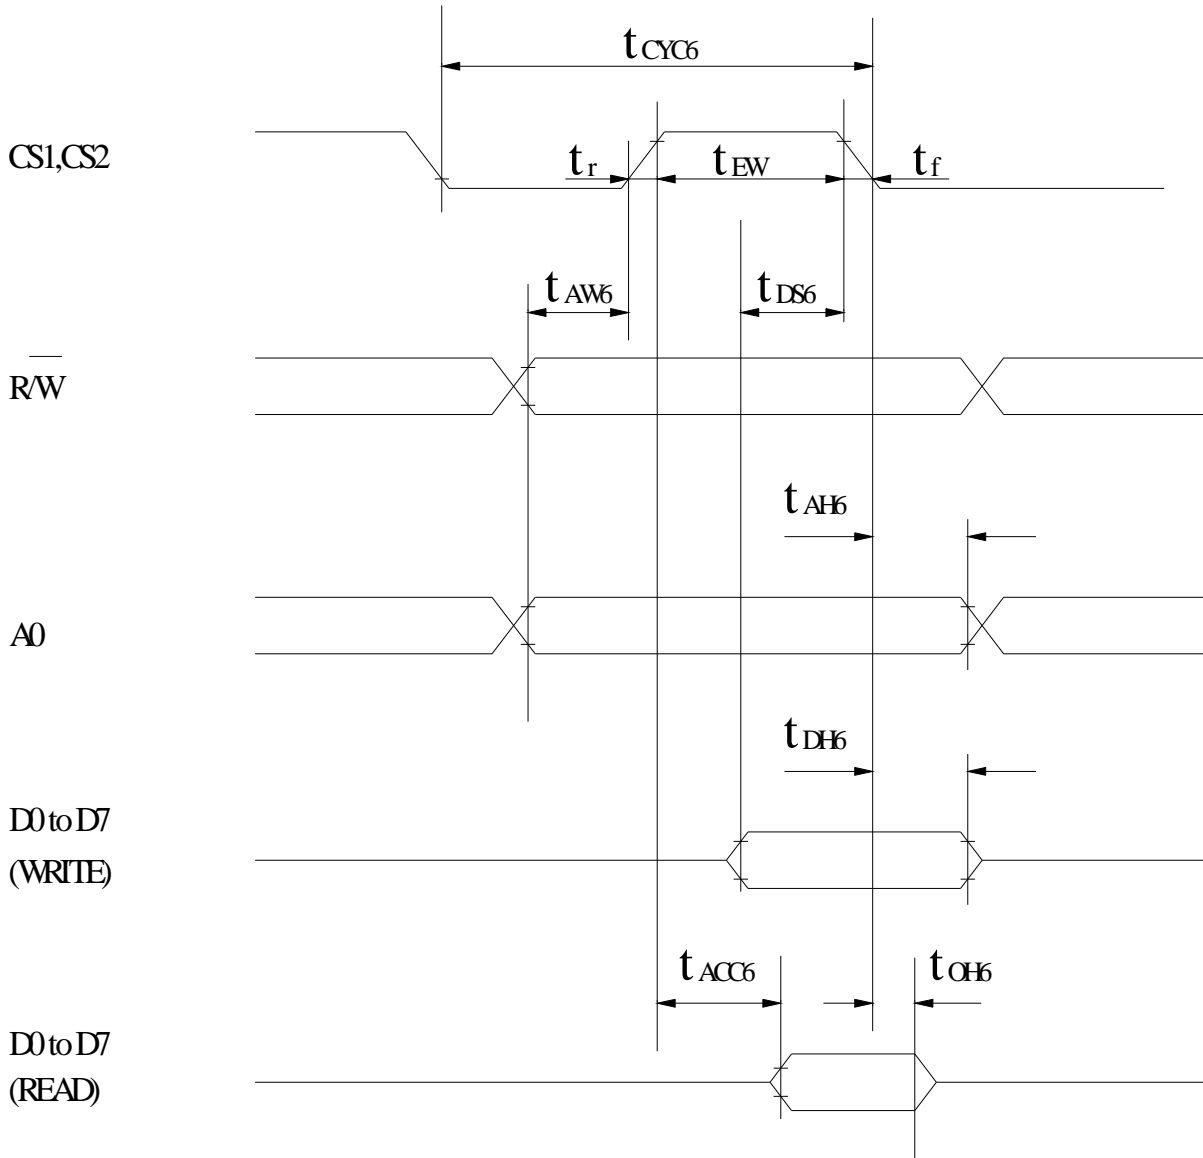 tCYC6
CS1,CS2
tr
tEW
tf
tAW6
tDS6
R/W
tAH6
A0
tDH6
D0 to D7
(WRITE)
tACC6
tOH6
D0 to D7
(READ)